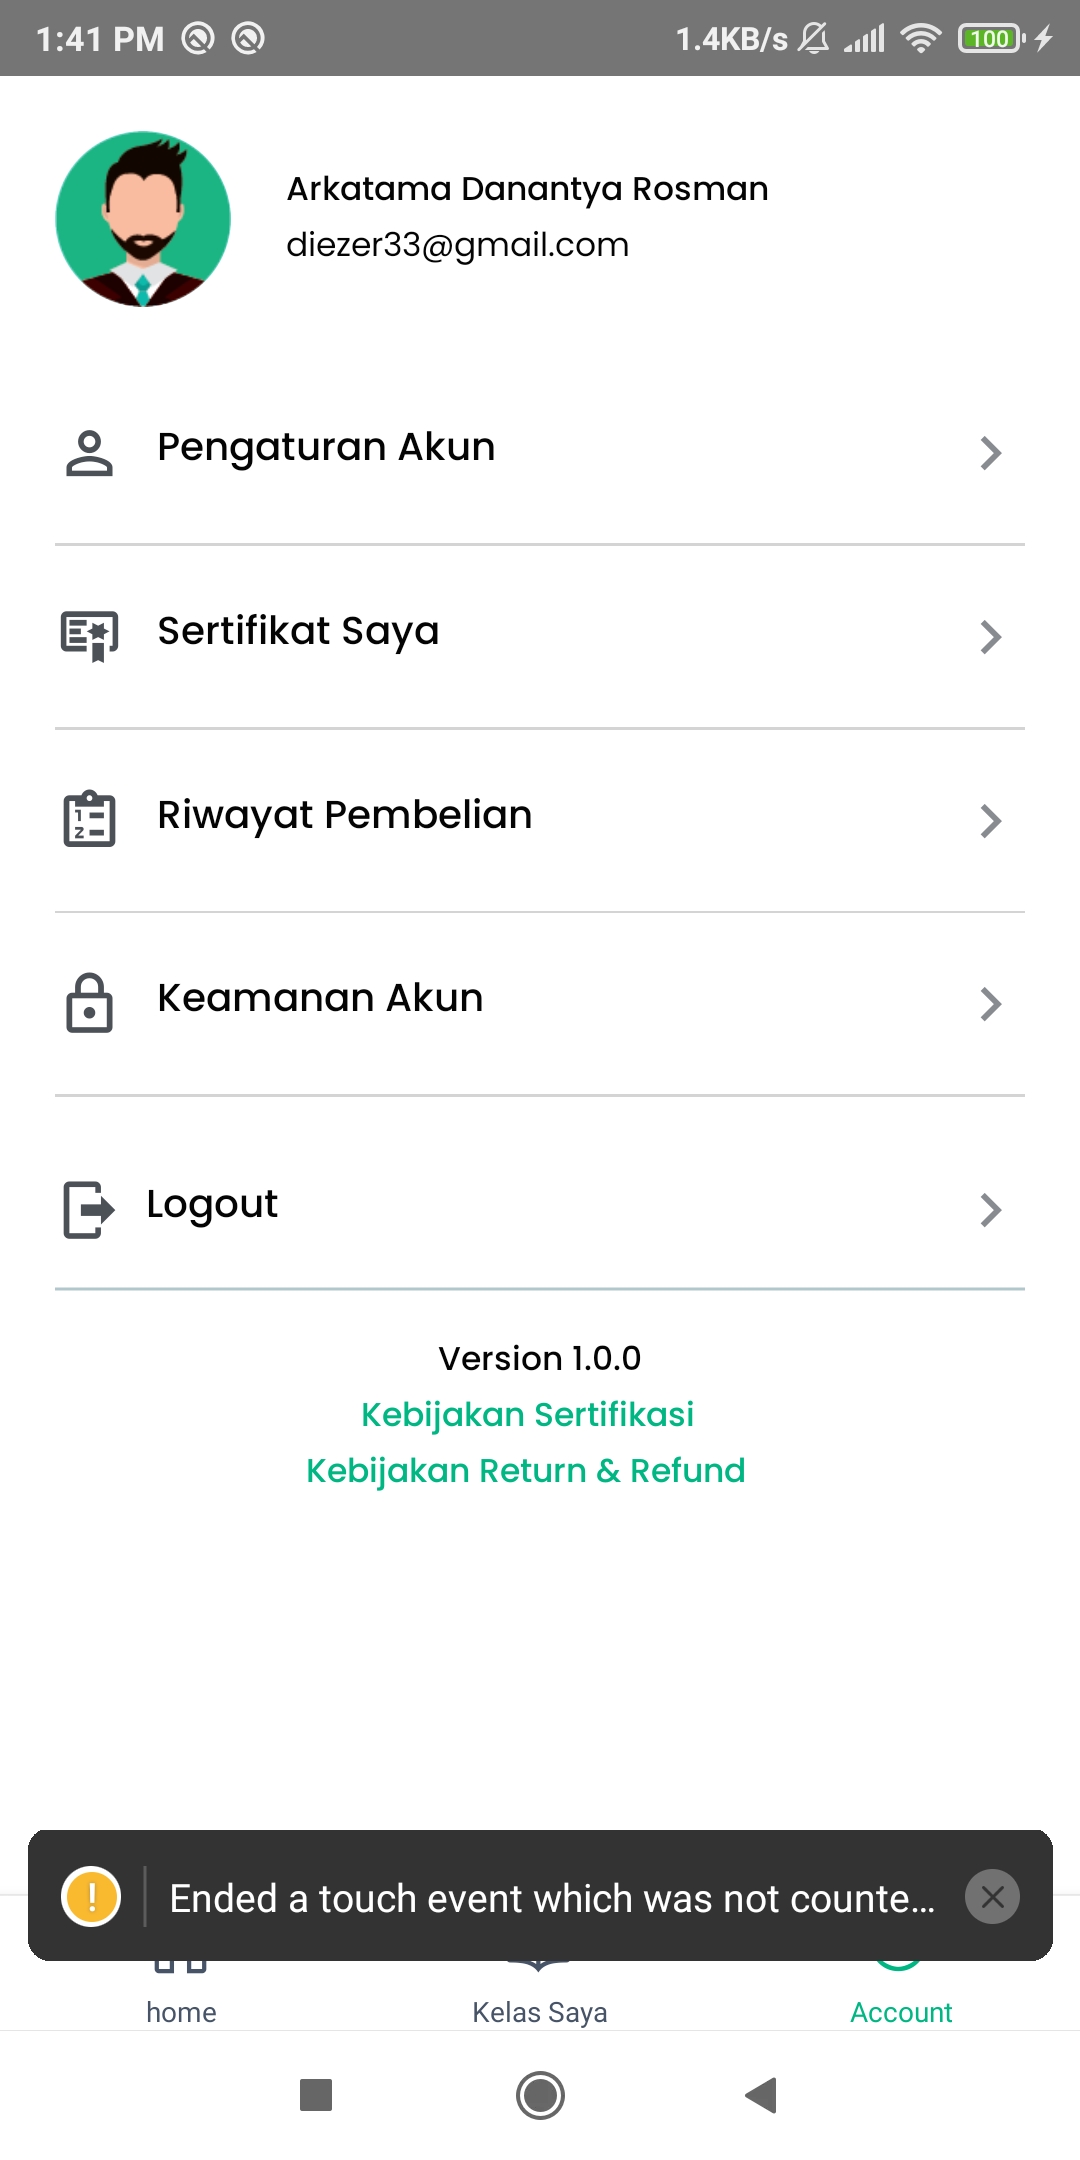 1:41 PM 1.4KB/s 100
Arkatama Danantya Rosman
diezer33@gmail.com
Pengaturan Akun
Sertifikat Saya
Riwayat Pembelian
Keamanan Akun
Logout
Version 1.0.0
Kebijakan Sertifikasi
Kebijakan Return & Refund
! Ended a touch event which was not counte...
home Kelas Saya Account